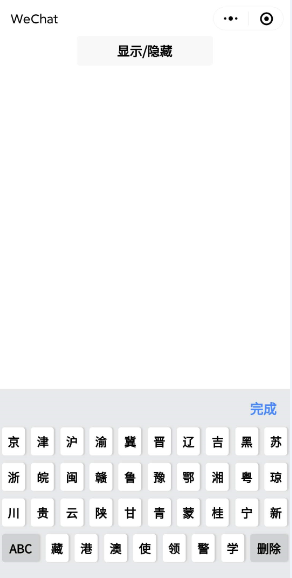 WeChat
显示/隐藏
完成
京 津 沪 渝 冀 晋 辽 吉 黑 苏
浙 皖 闽 赣 鲁 豫 鄂 湘 粤 琼
川 贵 云 陕 甘 青 蒙 桂 宁 新
ABC 藏 港 澳 使 领 警 学 删除